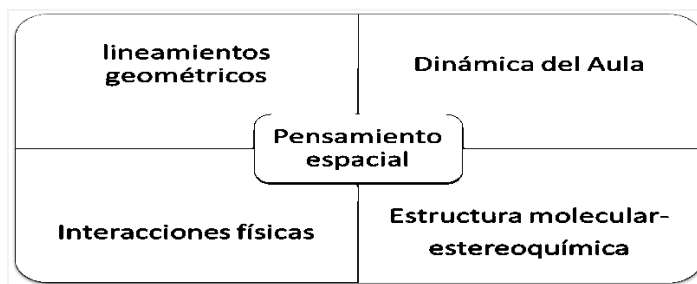 lineamientos
geométricos
Dinámica del Aula
Pensamiento
espacial
Interacciones físicas
Estructura molecular-
estereoquímica